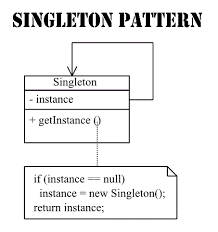 SINGLETON PATTERN
Singleton
- instance
+ getInstance ()
if (instance == null)
instance = new Singleton();
return instance;